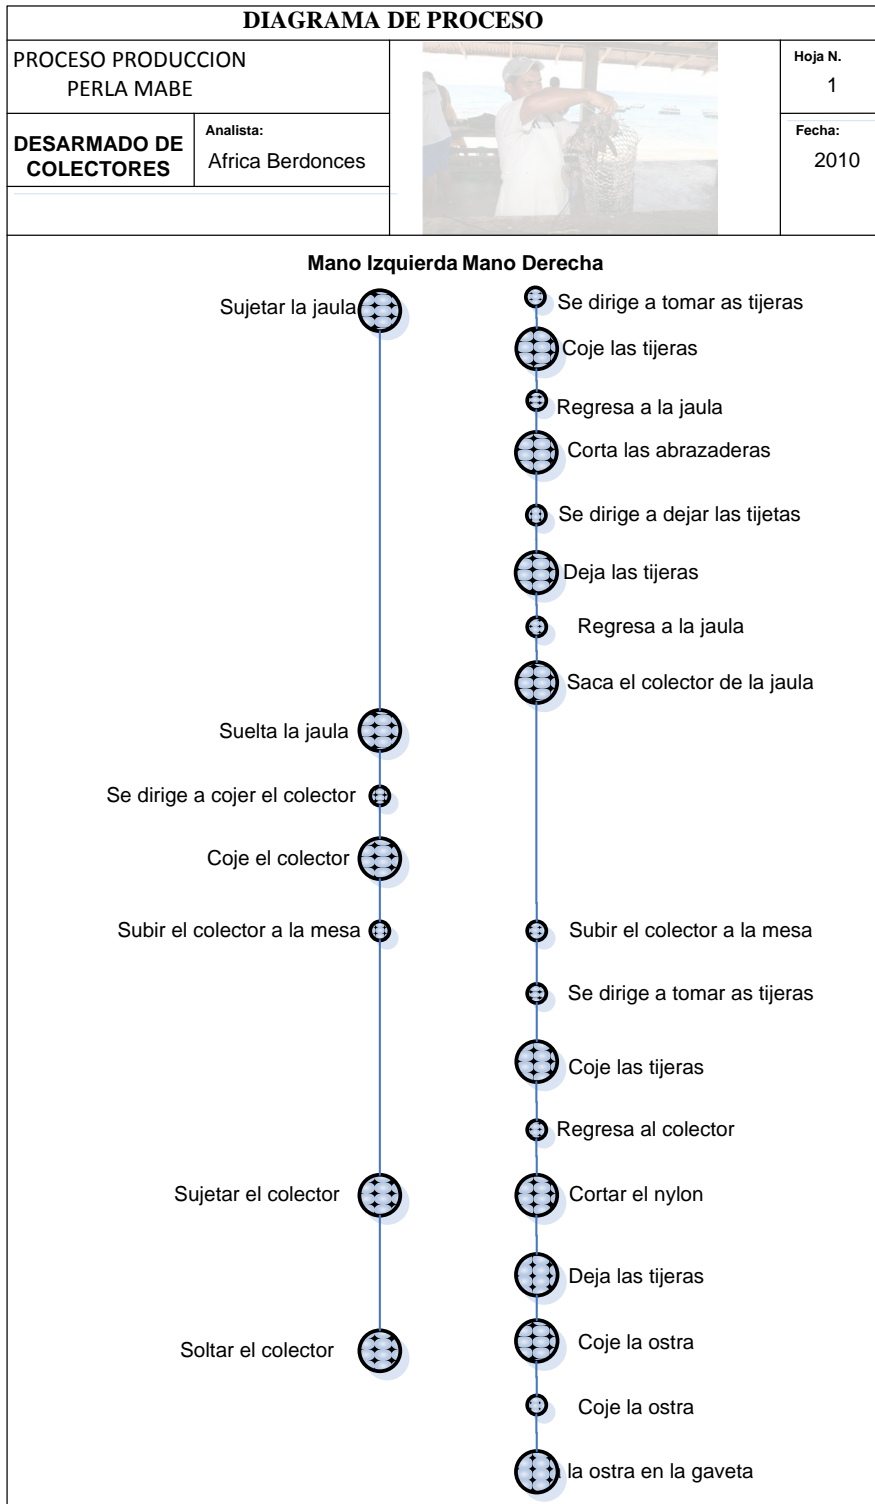 DIAGRAMA DE PROCESO
PROCESO PRODUCCION
PERLA MABE
Hoja N.
1
DESARMADO DE
COLECTORES
Analista:
Africa Berdonces
Fecha:
2010
Mano Izquierda Mano Derecha
Sujetar la jaula
Se dirige a tomar as tijeras
Coje las tijeras
Regresa a la jaula
Corta las abrazaderas
Se dirige a dejar las tijetas
Deja las tijeras
Regresa a la jaula
Saca el colector de la jaula
Suelta la jaula
Se dirige a cojer el colector
Coje el colector
Subir el colector a la mesa
Subir el colector a la mesa
Se dirige a tomar as tijeras
Coje las tijeras
Regresa al colector
Sujetar el colector
Cortar el nylon
Deja las tijeras
Coje la ostra
Soltar el colector
Coje la ostra
la ostra en la gaveta